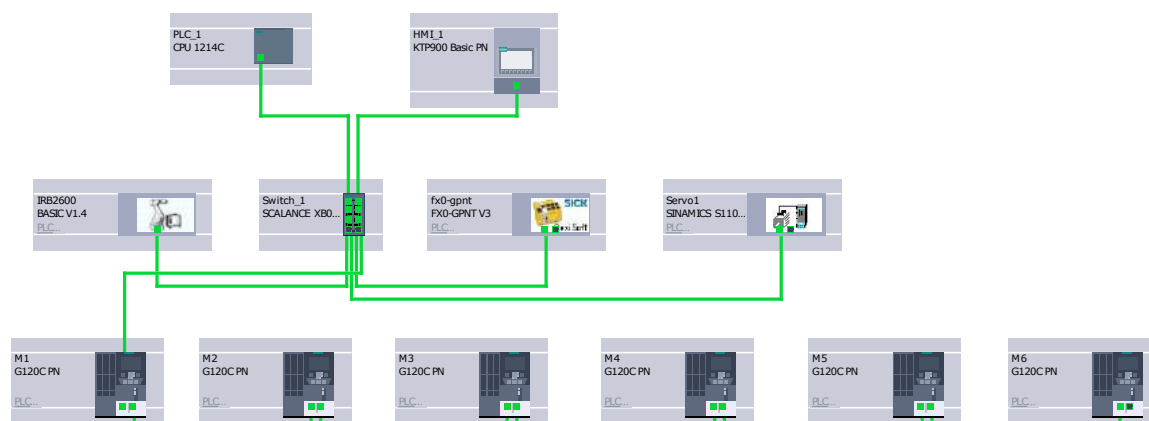 PLC_1
CPU 1214C
HMI_1
KTP900 Basic PN
IRB2600
BASIC V1.4
PLC...
Switch_1
SCALANCE XB0...
fx0-gpnt
FX0-GPNT V3
PLC...
SICK
Flexi Soft
Servo1
SINAMICS S110...
PLC...
M1
G120C PN
PLC...
M2
G120C PN
PLC...
M3
G120C PN
PLC...
M4
G120C PN
PLC...
M5
G120C PN
PLC...
M6
G120C PN
PLC...